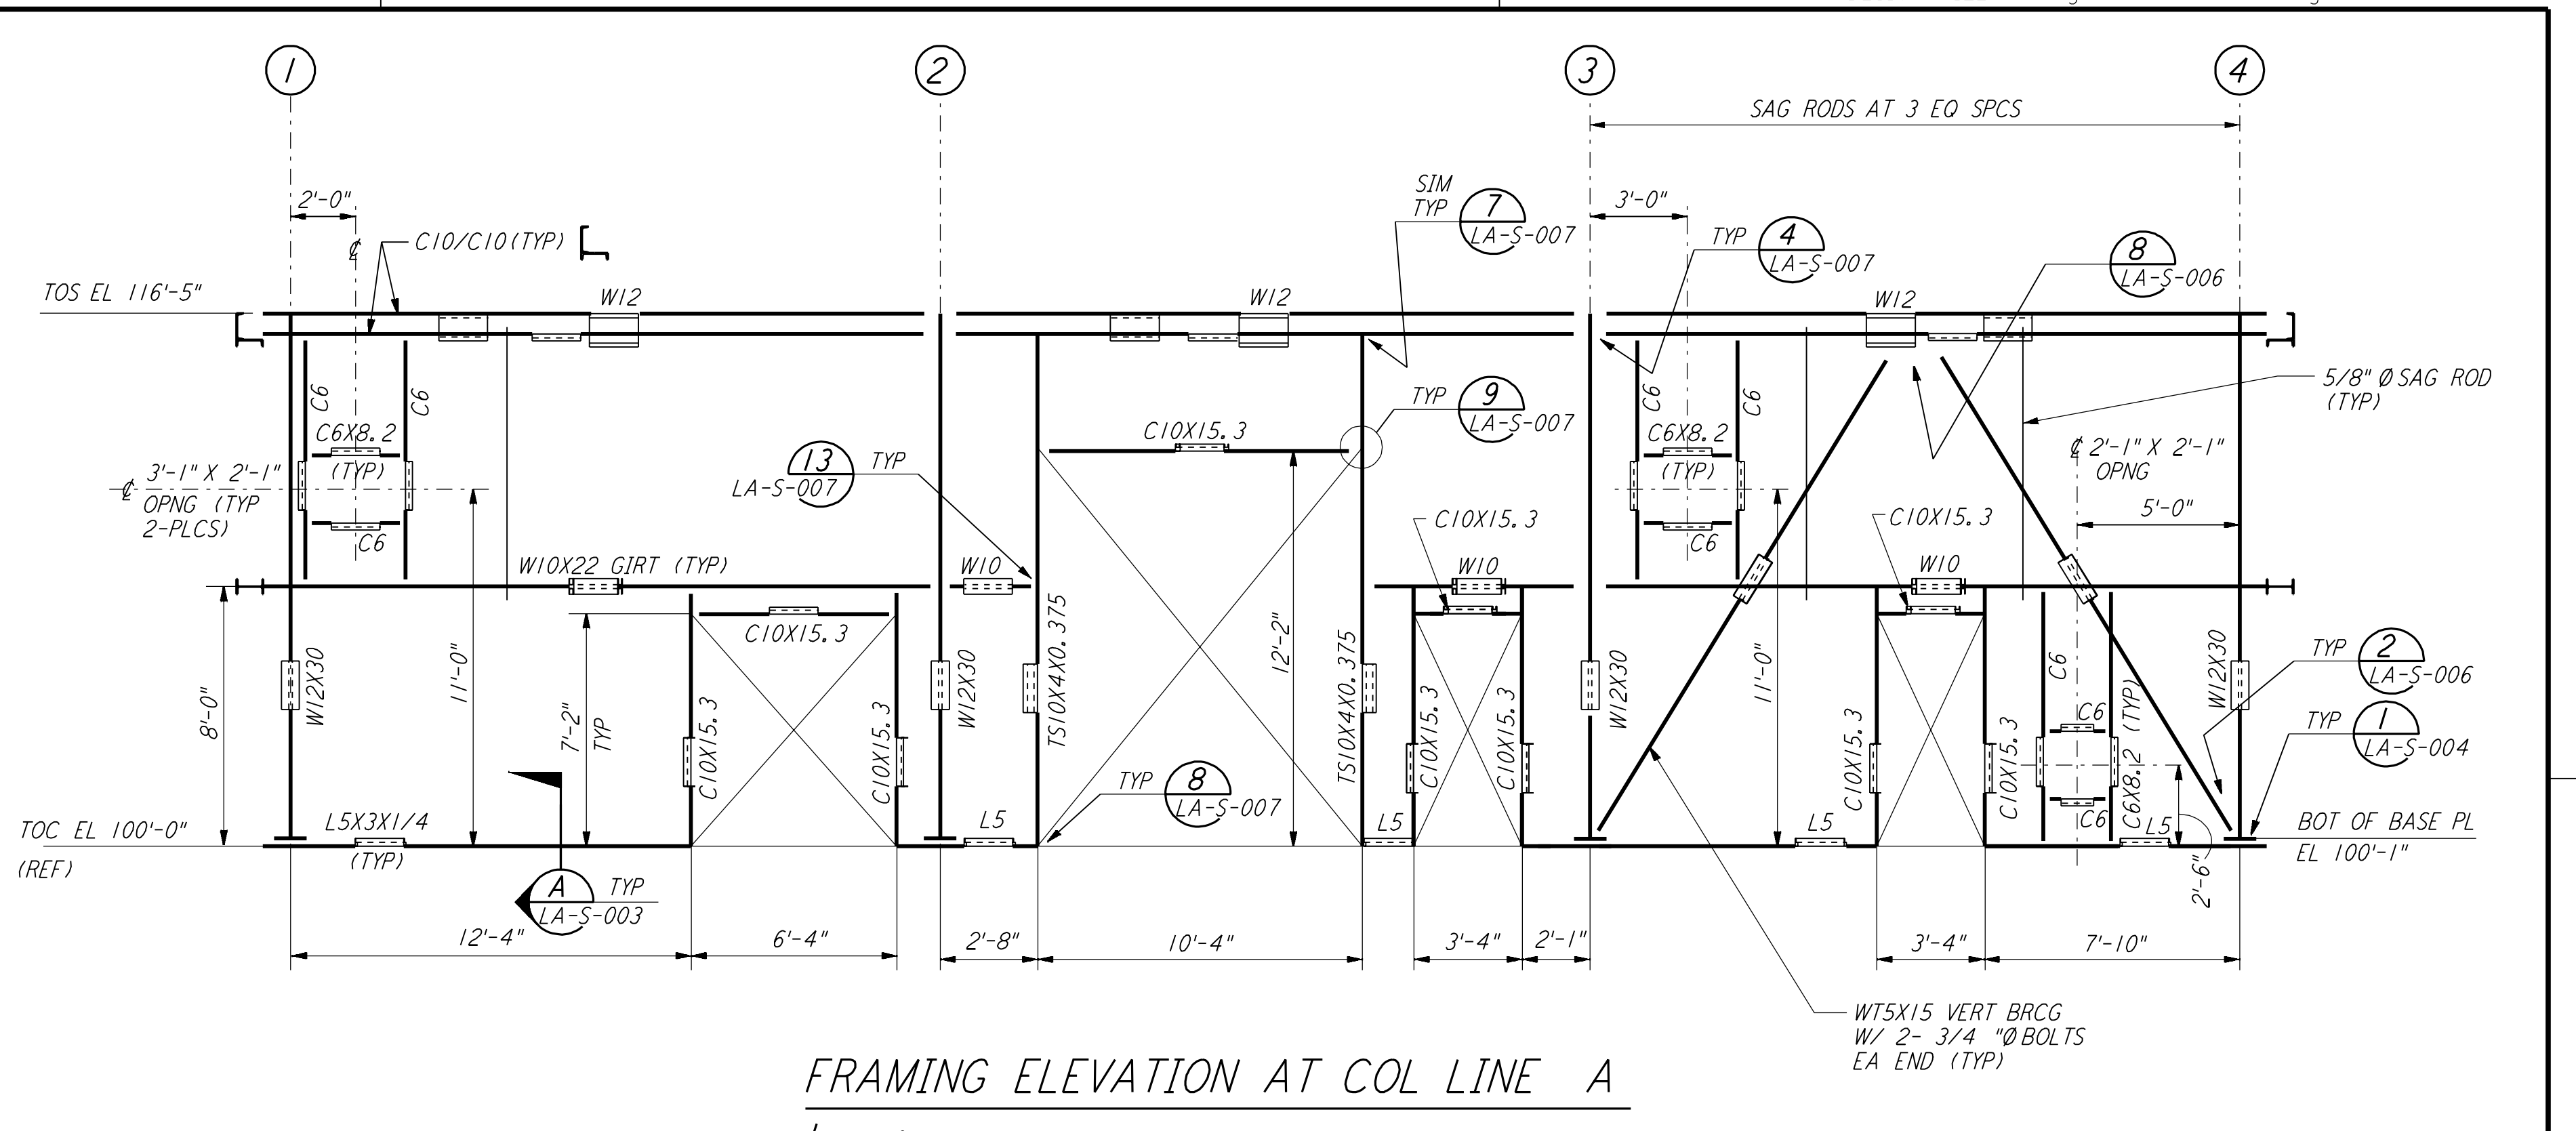 1
2
3
4
SAG RODS AT 3 EQ SPCS
2'-0"
SIM
TYP
7
LA-S-007
3'-0"
TYP
4
LA-S-007
8
LA-S-006
℄
C10/C10(TYP)
TOS EL 116'-5"
W12
W12
W12
C6
C6
C6
C6
5/8" Ø SAG ROD
(TYP)
TYP
9
LA-S-007
C6X8.2
(TYP)
C10X15.3
C6X8.2
(TYP)
℄ 2'-1" X 2'-1"
OPNG
13
TYP
LA-S-007
℄ 3'-1" X 2'-1"
OPNG (TYP
2-PLCS)
5'-0"
C10X15.3
C10X15.3
C6
C6
W10X22 GIRT (TYP)
W10
W10
W10
C10X15.3
8'-0"
W12X30
11'-0"
7'-2"
TYP
C10X15.3
C10X15.3
W12X30
TS10X4X0.375
12'-2"
TS10X4X0.375
C10X15.3
C10X15.3
W12X30
11'-0"
C10X15.3
C10X15.3
C6
C6
C6
C6X8.2 (TYP)
W12X30
TYP
2
LA-S-006
TYP
1
LA-S-004
TYP
8
LA-S-007
TOC EL 100'-0"
(REF)
L5X3X1/4
(TYP)
L5
L5
L5
L5
BOT OF BASE PL
EL 100'-1"
2'-6"
A
TYP
LA-S-003
12'-4"
6'-4"
2'-8"
10'-4"
3'-4"
2'-1"
3'-4"
7'-10"
WT5X15 VERT BRCG
W/ 2- 3/4 "Ø BOLTS
EA END (TYP)
FRAMING ELEVATION AT COL LINE A